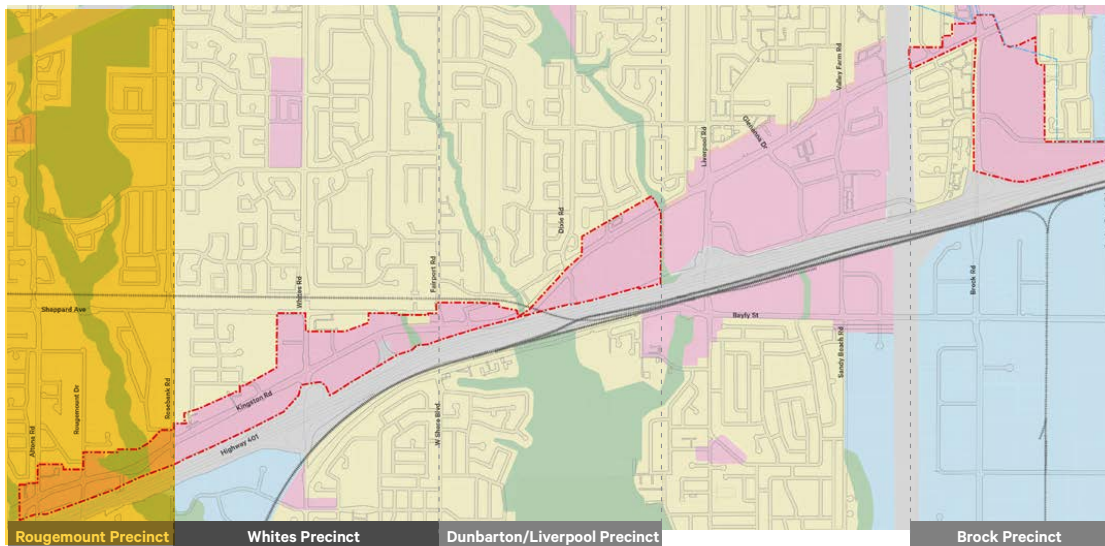 Valley Farm Rd
Glenanna Dr
Liverpool Rd
Dixie Rd
Fairport Rd
Whites Rd
Brock Rd
Sheppard Ave
Bayly St
Sandy Beach Rd
Rosebank Rd
Rougemount Dr
Altona Rd
Kingston Rd
Highway 401
W Shore Blvd.
Rougemount Precinct
Whites Precinct
Dunbarton/Liverpool Precinct
Brock Precinct